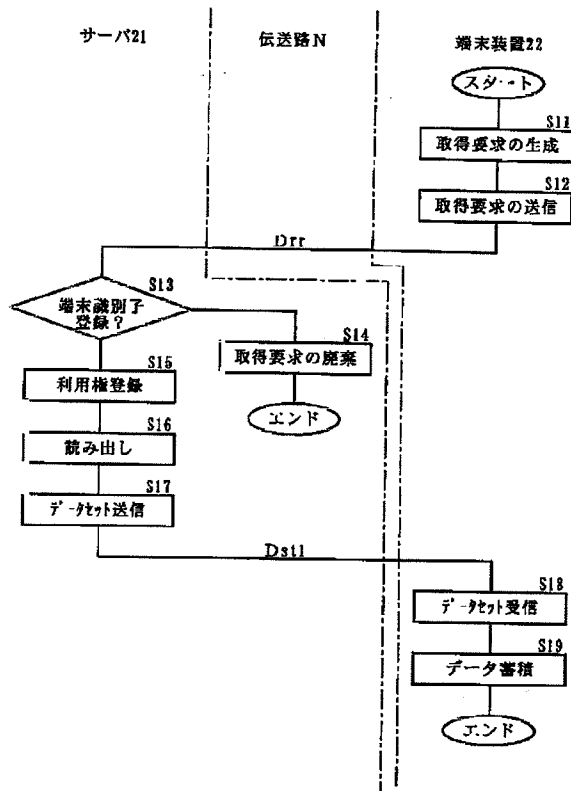 サーバ21
伝送路N
端末装置22
スタート
S11
取得要求の生成
S12
取得要求の送信
Drr
S13
端末識別子
登録？
S14
取得要求の廃棄
エンド
S15
利用権登録
S16
読み出し
S17
データセット送信
Dstl
S18
データセット受信
S19
データ蓄積
エンド